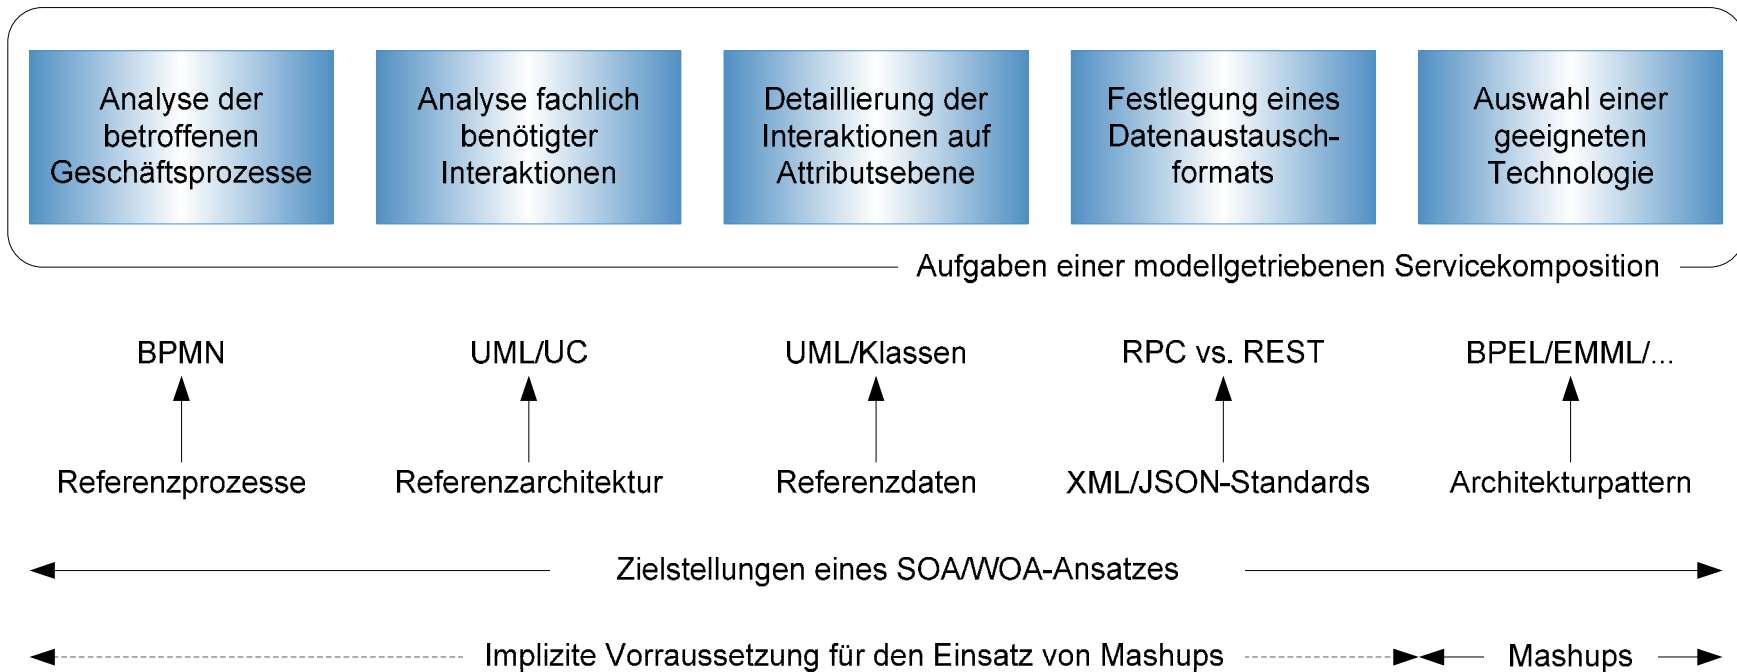 Analyse der
betroffenen
Geschäftsprozesse
Analyse fachlich
benötigter
Interaktionen
Detaillierung der
Interaktionen auf
Attributsebene
Festlegung eines
Datenaustausch-
formats
Auswahl einer
geeigneten
Technologie
Aufgaben einer modellgetriebenen Servicekomposition
BPMN
UML/UC
UML/Klassen
RPC vs. REST
BPEL/EMML/...
Referenzprozesse
Referenzarchitektur
Referenzdaten
XML/JSON-Standards
Architekturpattern
Zielstellungen eines SOA/WOA-Ansatzes
Implizite Vorraussetzung für den Einsatz von Mashups
Mashups